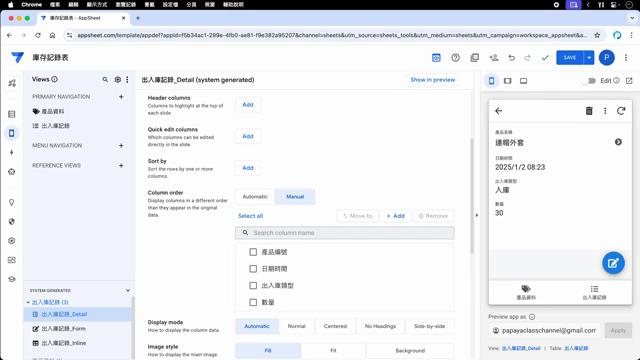 Chrome 檔案 編輯 顯示方式 瀏覽記錄 書籤 設定檔 分頁 視窗 輔助說明
庫存記錄表 - AppSheet
appsheet.com/template/appdef?appId=f5b34ac1-299e-4fb0-ae81-f9e382a95207&channel=sheets&utm_source=sheets_tools&utm_medium=sheets&utm_campaign=workspace_appsheet&a...
庫存記錄表
SAVE
P
Views
PRIMARY NAVIGATION
產品資料
出入庫記錄
MENU NAVIGATION
REFERENCE VIEWS
SYSTEM GENERATED
出入庫記錄 (3)
出入庫記錄_Detail
出入庫記錄_Form
出入庫記錄_Inline
出入庫記錄_Detail (system generated)
Show in preview
Header columns
Columns to highlight at the top of each slide.
Add
Quick edit columns
Which columns can be edited directly in the slide.
Add
Sort by
Sort the rows by one or more columns.
Add
Column order
Display columns in a different order than they appear in the original data.
Automatic
Manual
Select all
Move to
Add
Remove
Search column name
產品編號
日期時間
出入庫類型
數量
Display mode
How to display the column data.
Automatic
Normal
Centered
No Headings
Side-by-side
Image style
How to display the main image
Fill
Fit
Background
Edit
產品名稱
連帽外套
日期時間
2025/1/2 08:23
出入庫類型
入庫
數量
30
產品資料
出入庫記錄
Preview app as
papayaclasschannel@gmail.com
Apply
View: 出入庫記錄_Detail
Table: 出入庫記錄